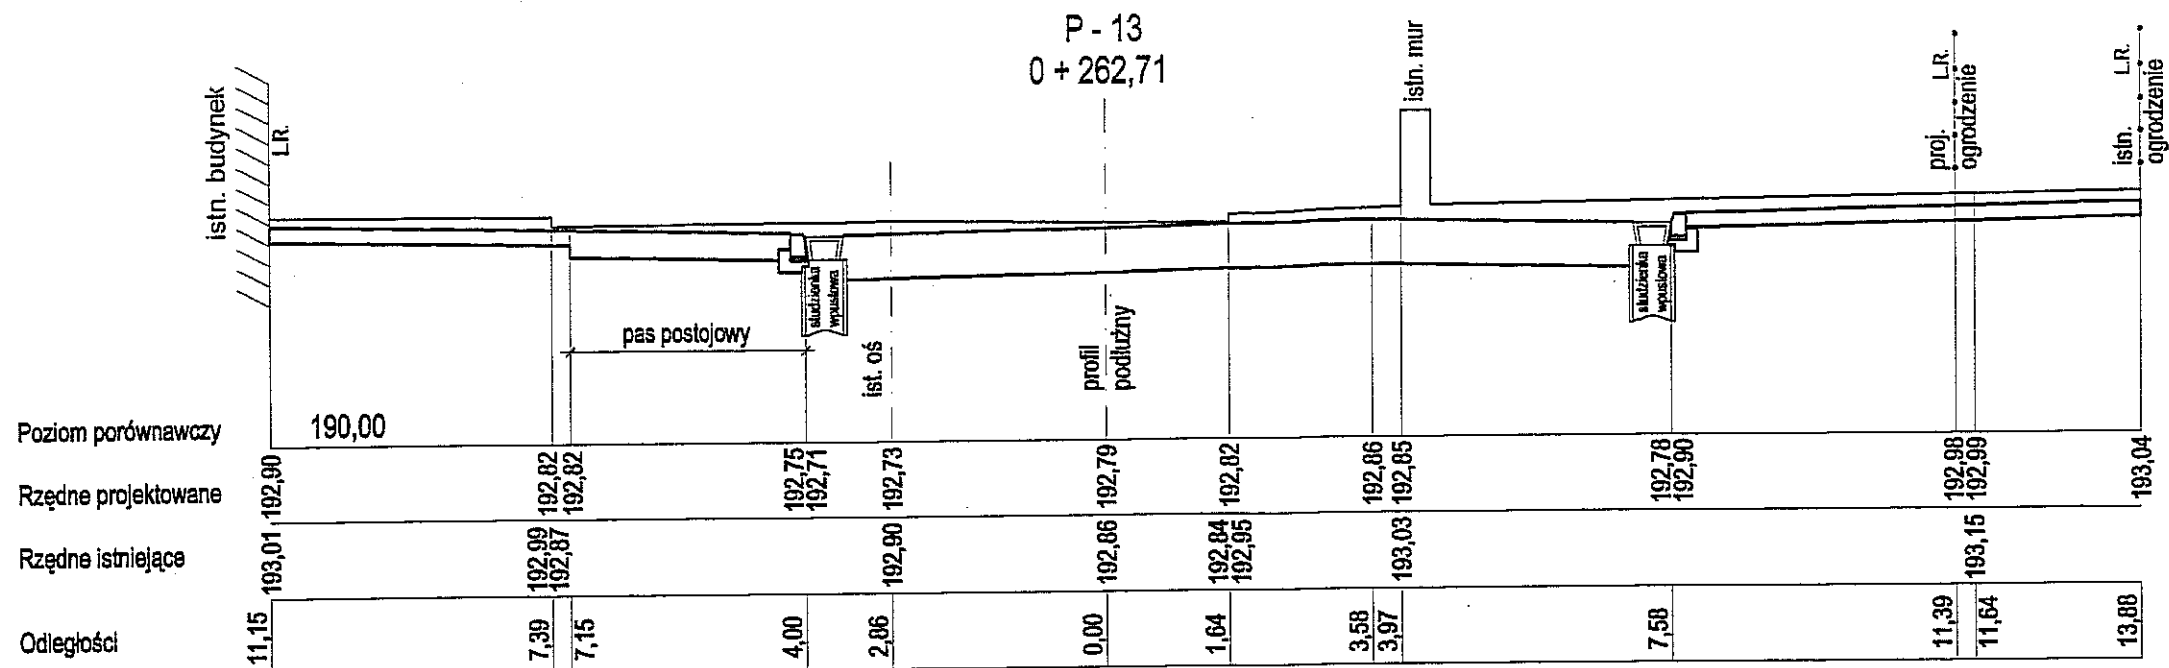 P - 13
0 + 262,71
istn. budynek
L.R.
istn. mur
proj. L.R.
ogrodzenie
istn. L.R.
ogrodzenie
studzienka
wpustowa
studzienka
wpustowa
pas postojowy
ist. oś
profil
podłużny
Poziom porównawczy 190,00
Rzędne projektowane 192,90 192,82 192,82 192,75 192,71 192,73 192,79 192,82 192,86 192,85 192,78 192,90 192,98 192,99 193,04
Rzędne istniejące 193,01 192,99 192,87 192,90 192,86 192,84 192,95 193,03 193,15
Odległości 11,15 7,39 7,15 4,00 2,86 0,00 1,64 3,58 3,97 7,58 11,39 11,64 13,88